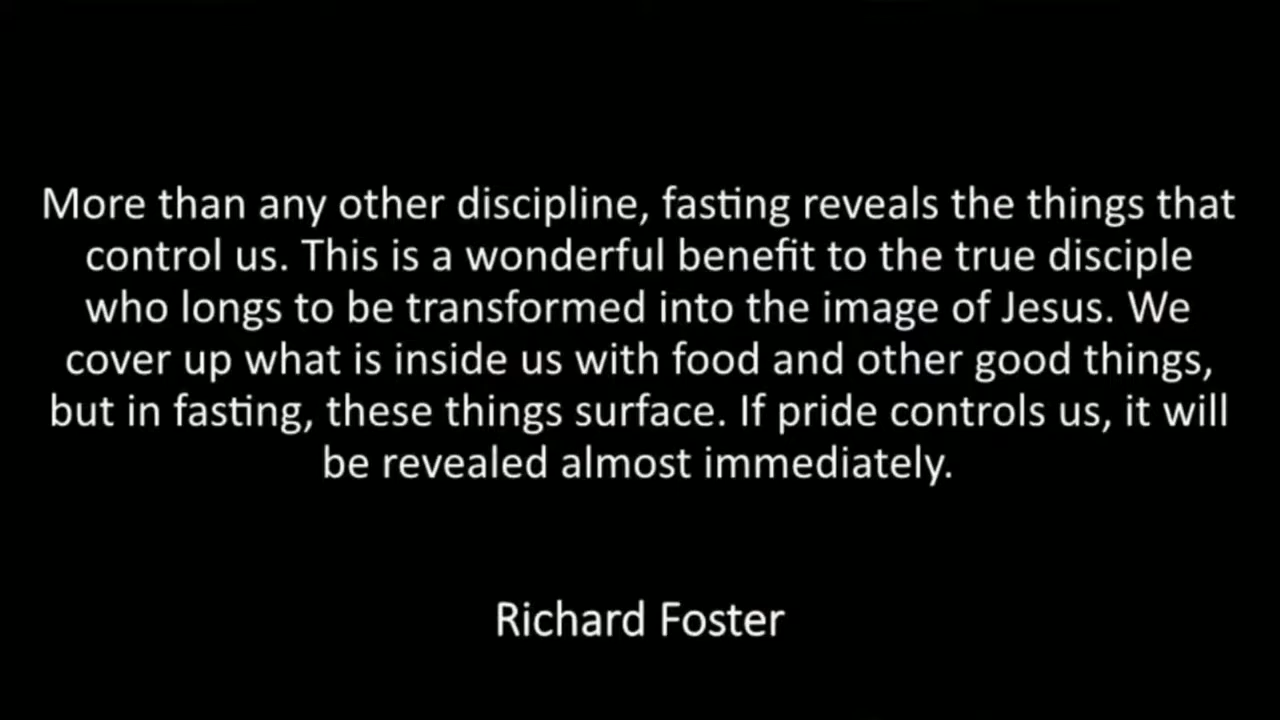 More than any other discipline, fasting reveals the things that
control us. This is a wonderful benefit to the true disciple
who longs to be transformed into the image of Jesus. We
cover up what is inside us with food and other good things,
but in fasting, these things surface. If pride controls us, it will
be revealed almost immediately.
Richard Foster